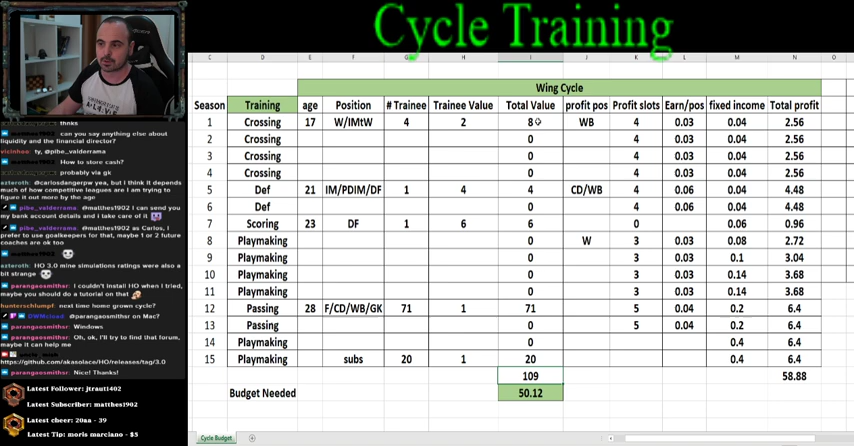 Cycle Training
C D E F G H I J K L M N O
Wing Cycle
Season Training age Position # Trainee Trainee Value Total Value profit pos Profit slots Earn/pos fixed income Total profit
1 Crossing 17 W/IMtW 4 2 8 WB 4 0.03 0.04 2.56
2 Crossing 0 4 0.03 0.04 2.56
3 Crossing 0 4 0.03 0.04 2.56
4 Crossing 0 4 0.03 0.04 2.56
5 Def 21 IM/PDIM/DF 1 4 4 CD/WB 4 0.06 0.04 4.48
6 Def 0 4 0.06 0.04 4.48
7 Scoring 23 DF 1 6 6 0 0.06 0.96
8 Playmaking 0 W 3 0.03 0.08 2.72
9 Playmaking 0 3 0.03 0.1 3.04
10 Playmaking 0 3 0.03 0.14 3.68
11 Playmaking 0 3 0.03 0.14 3.68
12 Passing 28 F/CD/WB/GK 71 1 71 5 0.04 0.2 6.4
13 Passing 0 5 0.04 0.2 6.4
14 Playmaking 0 0.4 6.4
15 Playmaking subs 20 1 20 0.4 6.4
109 58.88
Budget Needed 50.12
Cycle Budget
thnks
matthes1902 can you say anything else about
liquidity and the financial director?
vicinhoo: ty, @pibe_valderrama
matthes1902: How to store cash?
carlosdangerpw: probably via gk
azteroth: @carlosdangerpw yea, but I think it depends
much of how competitive leagues are I am trying to
figure it out more by the age
pibe_valderrama: @matthes1902 I can send you
my bank account details and i take care of it
pibe_valderrama: @matthes1902 as Carlos, I
prefer to use goalkeepers for that, maybe 1 or 2 future
coaches are ok too
matthes1902:
azteroth: HO 3.0 mine simulations ratings were also a
bit strange
parangaosmithsr: I couldn't install HO when I tried,
maybe you should do a tutorial on that
hunterschlumpf: next time home grown cycle?
DWMcload: @parangaosmithsr on Mac?
parangaosmithsr: Windows
parangaosmithsr: Oh, ok, I'll try to find that forum,
maybe it can help me
https://github.com/akasolace/HO/releases/tag/3.0
parangaosmithsr: Nice! Thanks!
Latest Follower: jtraut1402
Latest Subscriber: matthes1902
Latest cheer: 20aa - 39
Latest Tip: moris marciano - $5